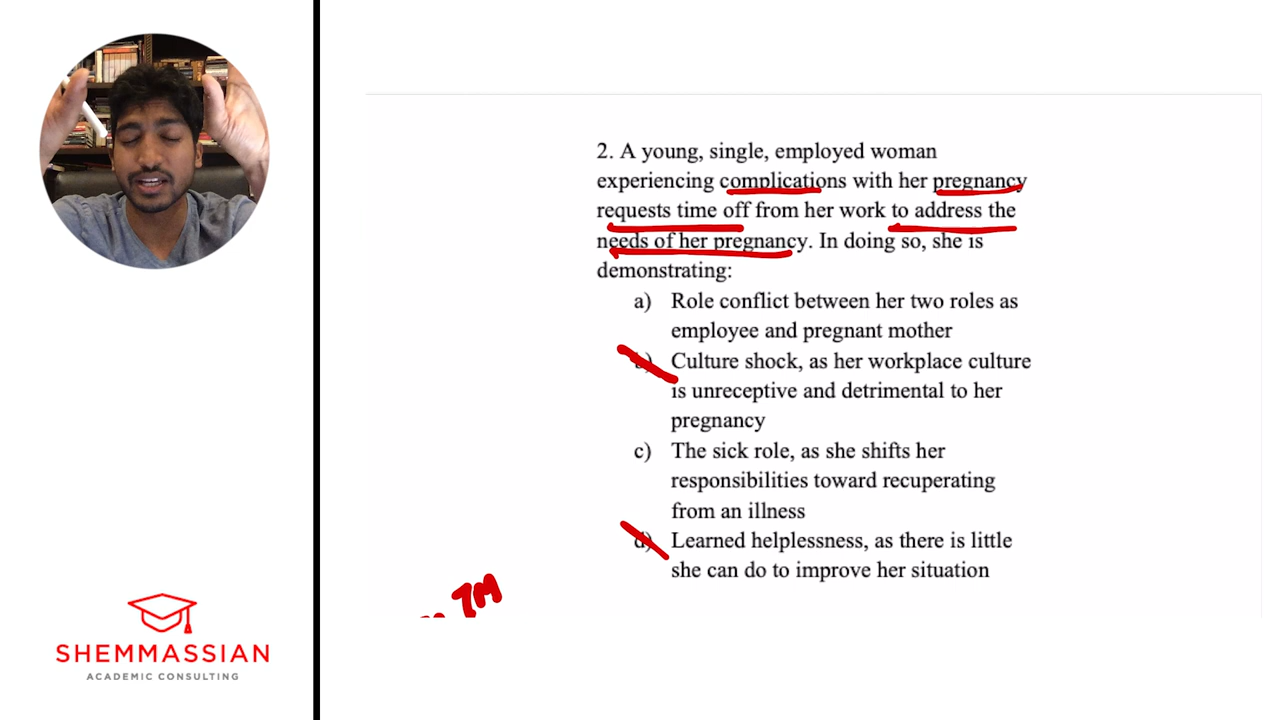 2. A young, single, employed woman
experiencing complications with her pregnancy
requests time off from her work to address the
needs of her pregnancy. In doing so, she is
demonstrating:
a) Role conflict between her two roles as
employee and pregnant mother
b) Culture shock, as her workplace culture
is unreceptive and detrimental to her
pregnancy
c) The sick role, as she shifts her
responsibilities toward recuperating
from an illness
d) Learned helplessness, as there is little
she can do to improve her situation
SHEMMASSIAN
ACADEMIC CONSULTING